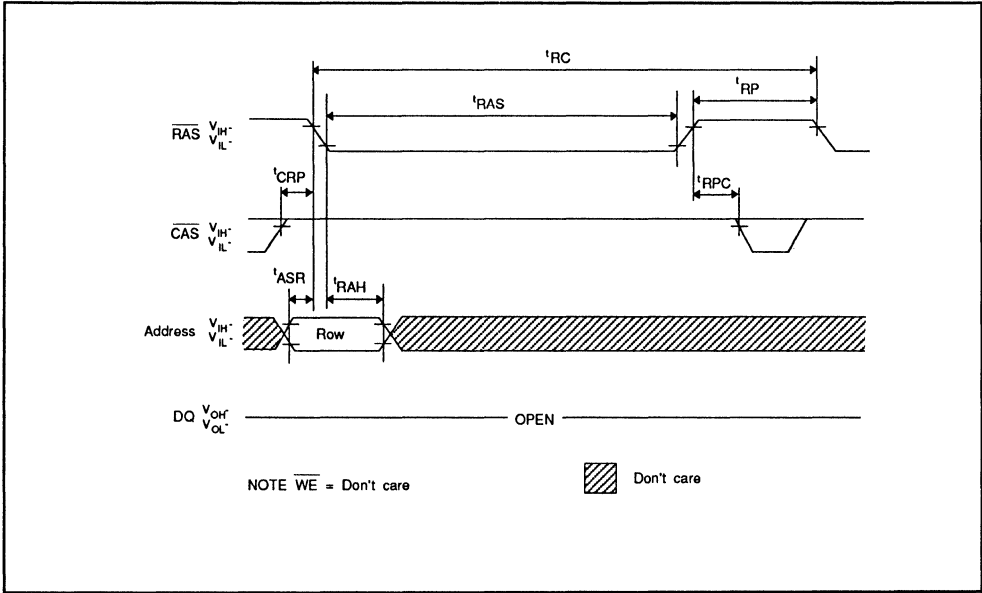 tRC
tRP
tRAS
RAS VIH-
VIL-
tCRP
tRPC
CAS VIH-
VIL-
tASR
tRAH
Address VIH-
VIL-
Row
DQ VOH-
VOL-
OPEN
NOTE WE = Don't care
Don't care